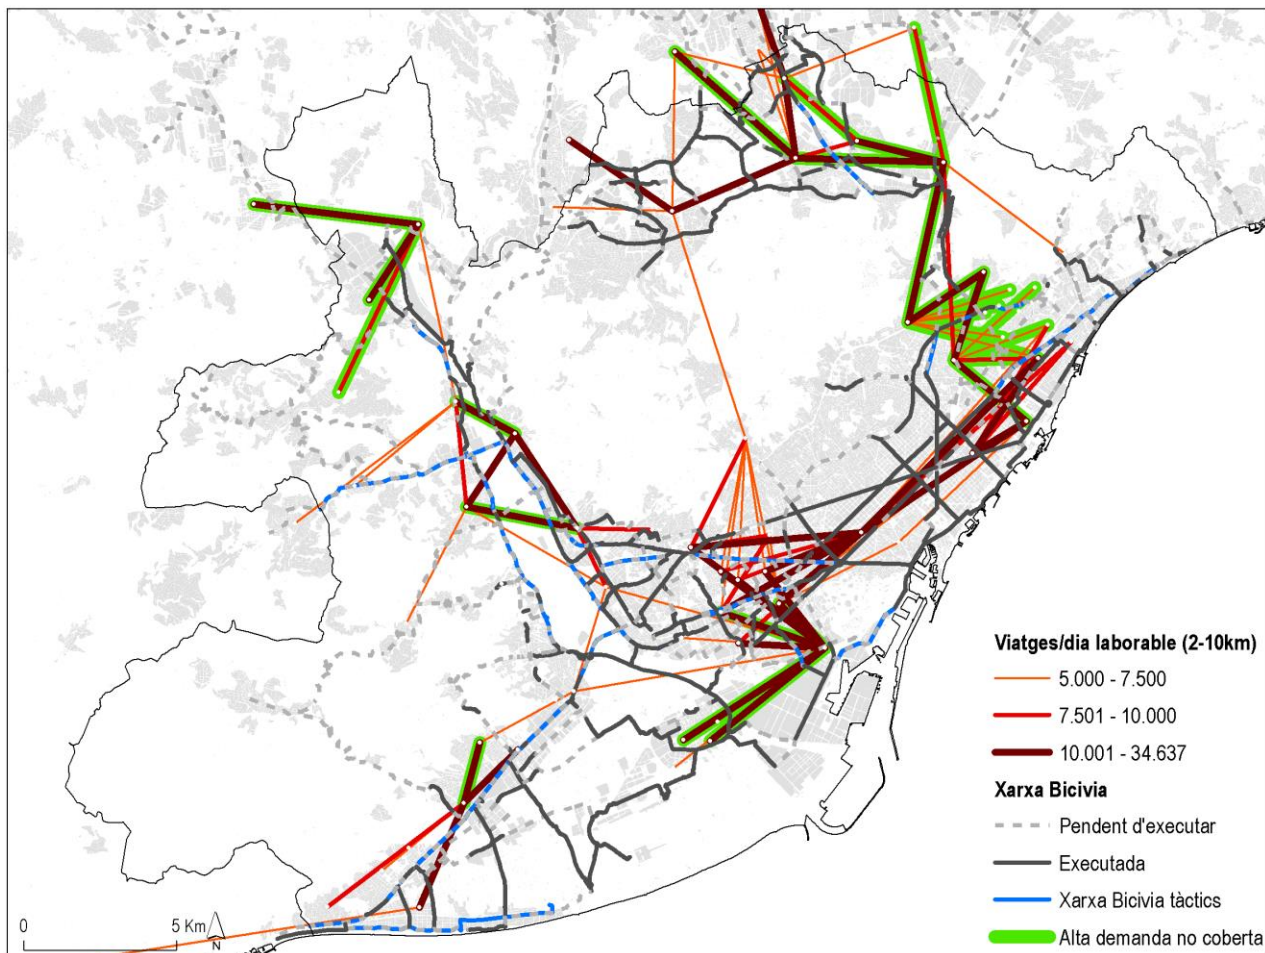 Viatges/dia laborable (2-10km)
5.000 - 7.500
7.501 - 10.000
10.001 - 34.637
Xarxa Bicivia
Pendent d'executar
Executada
Xarxa Bicivia tàctics
Alta demanda no coberta
0 5 Km
N